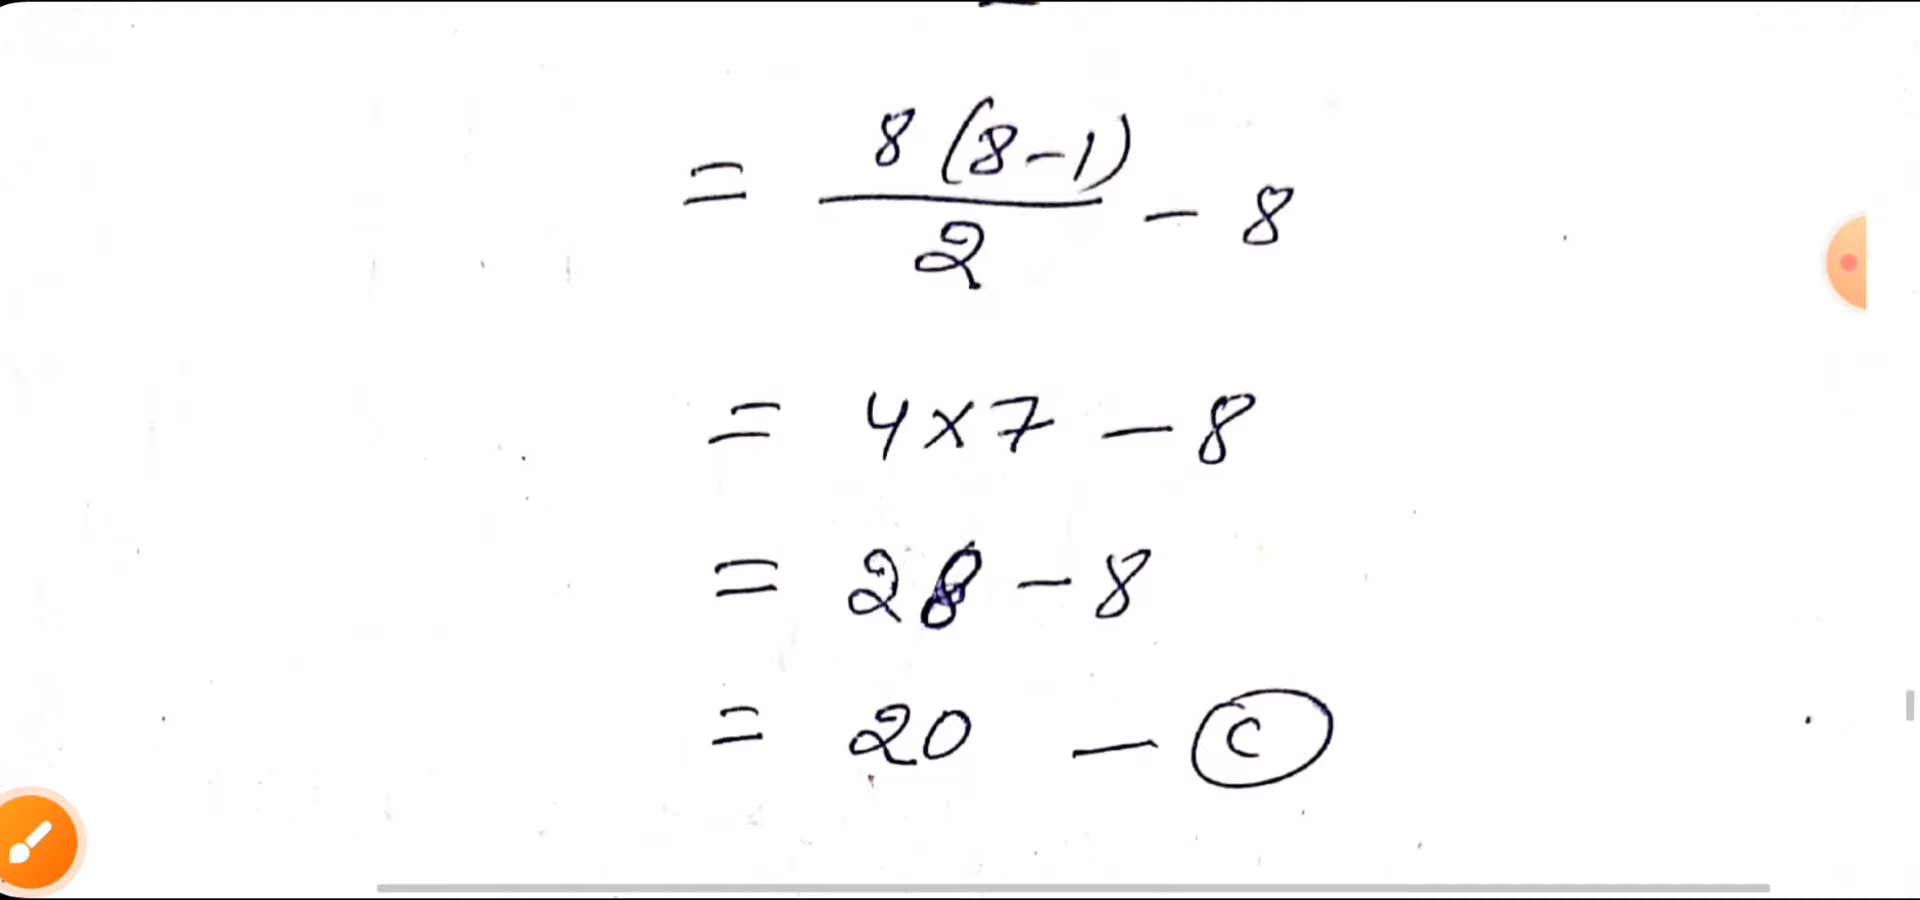 = 8(8-1)/2 - 8
= 4×7 - 8
= 28 - 8
= 20 - C